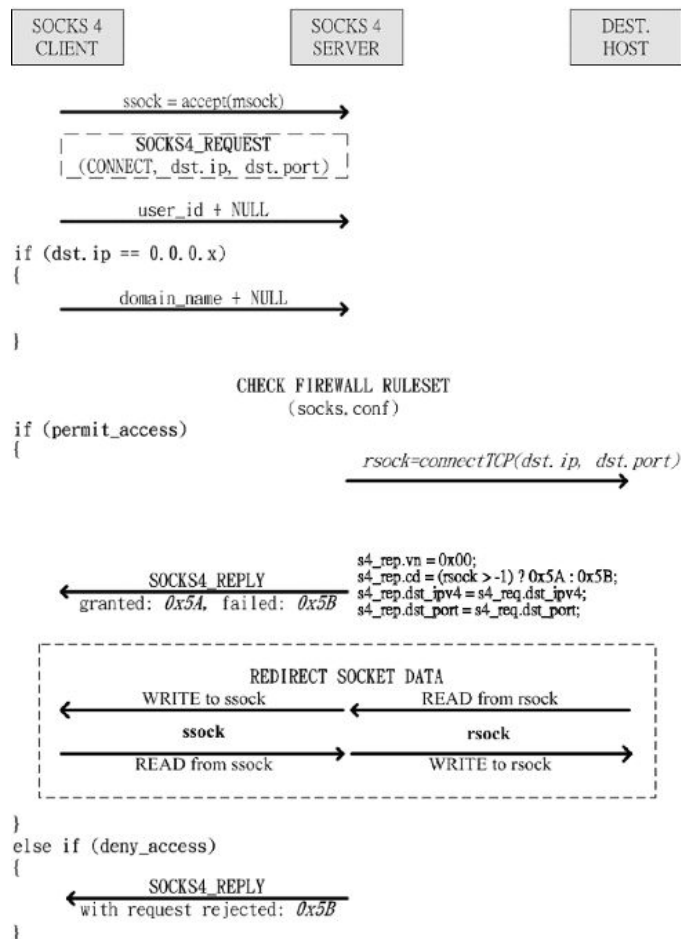 SOCKS 4
CLIENT
SOCKS 4
SERVER
DEST.
HOST
ssock = accept(msock)
SOCKS4_REQUEST
(CONNECT, dst.ip, dst.port)
user_id + NULL
if (dst.ip == 0.0.0.x)
{
domain_name + NULL
}
CHECK FIREWALL RULESET
(socks.conf)
if (permit_access)
{
rsock=connectTCP(dst.ip, dst.port)
s4_rep.vn = 0x00;
s4_rep.cd = (rsock > -1) ? 0x5A : 0x5B;
s4_rep.dst_ipv4 = s4_req.dst_ipv4;
s4_rep.dst_port = s4_req.dst_port;
SOCKS4_REPLY
granted: 0x5A, failed: 0x5B
REDIRECT SOCKET DATA
WRITE to ssock
READ from rsock
ssock
rsock
READ from ssock
WRITE to rsock
}
else if (deny_access)
{
SOCKS4_REPLY
with request rejected: 0x5B
}